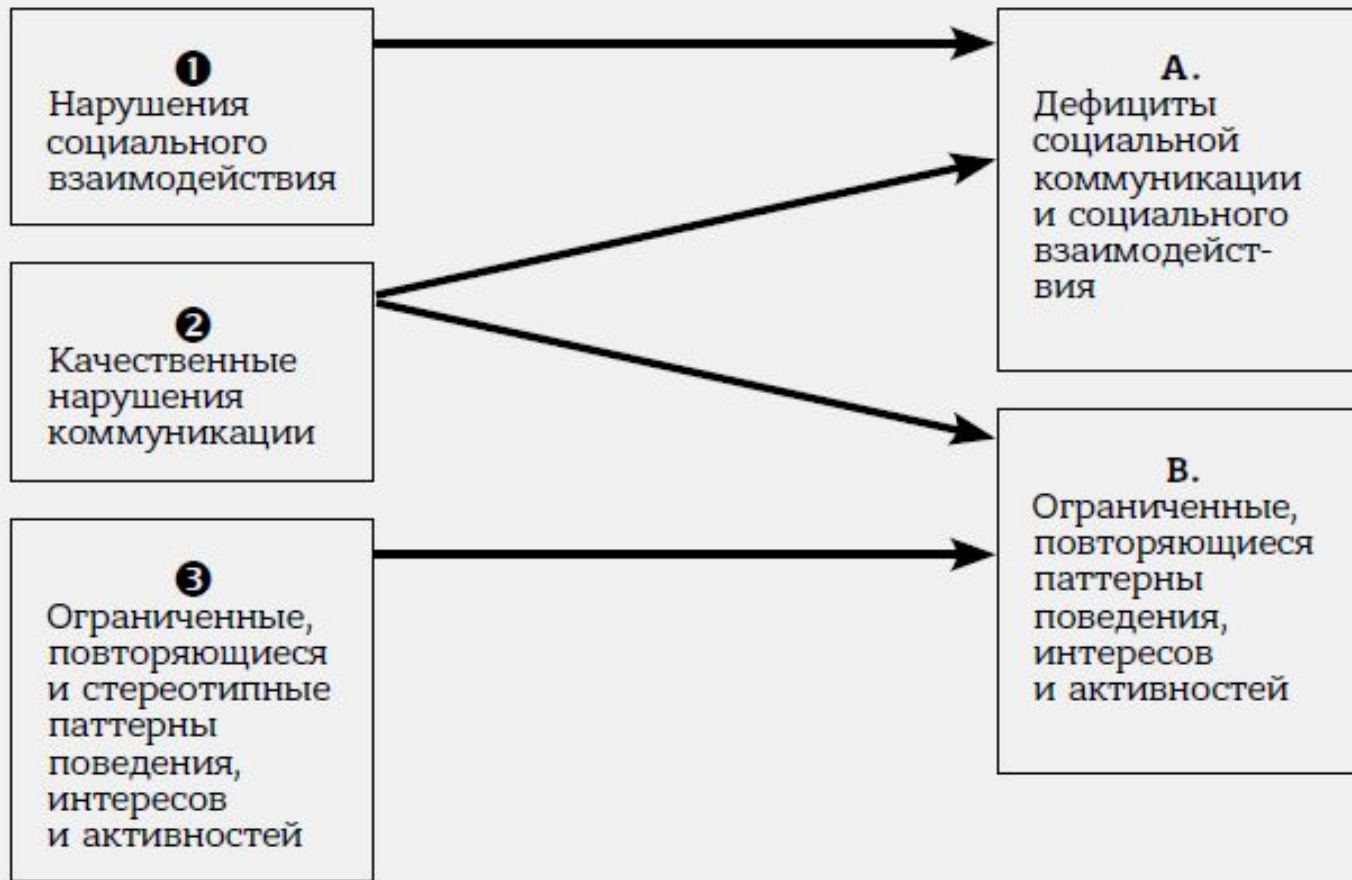 ❶
Нарушения
социального
взаимодействия
❷
Качественные
нарушения
коммуникации
❸
Ограниченные,
повторяющиеся
и стереотипные
паттерны
поведения,
интересов
и активностей
А.
Дефициты
социальной
коммуникации
и социального
взаимодейст-
вия
В.
Ограниченные,
повторяющиеся
паттерны
поведения,
интересов
и активностей